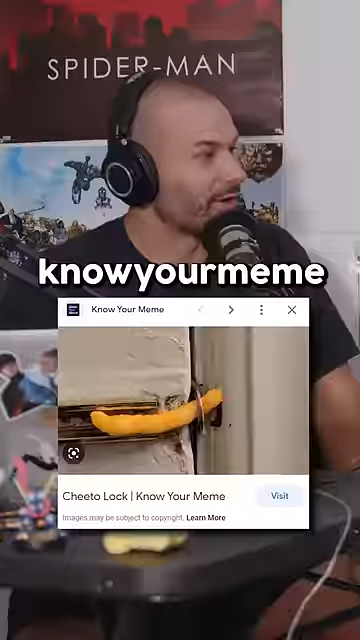 SPIDER-MAN
knowyourmeme
Know Your Meme
Cheeto Lock | Know Your Meme
Visit
Images may be subject to copyright. Learn More